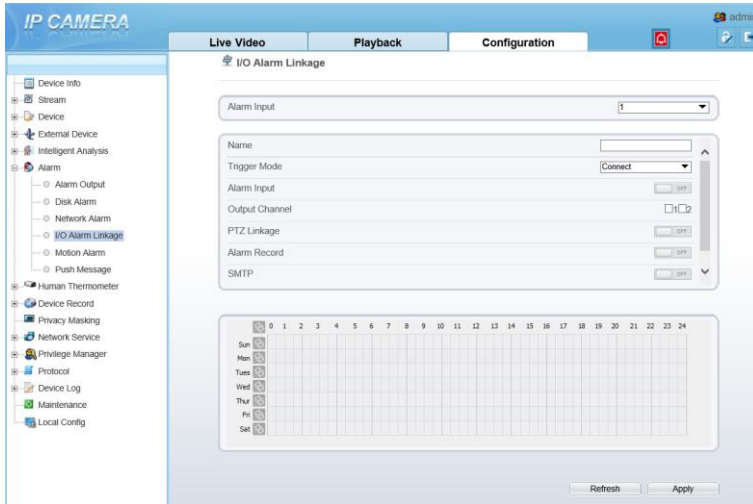 IP CAMERA
admi
Live Video Playback Configuration
I/O Alarm Linkage
Device Info
Stream
Device
External Device
Intelligent Analysis
Alarm
Alarm Output
Disk Alarm
Network Alarm
I/O Alarm Linkage
Motion Alarm
Push Message
Human Thermometer
Device Record
Privacy Masking
Network Service
Privilege Manager
Protocol
Device Log
Maintenance
Local Config
Alarm Input 1
Name
Trigger Mode Connect
Alarm Input OFF
Output Channel 1 2
PTZ Linkage OFF
Alarm Record OFF
SMTP OFF
0 1 2 3 4 5 6 7 8 9 10 11 12 13 14 15 16 17 18 19 20 21 22 23 24
Sun
Mon
Tues
Wed
Thur
Fri
Sat
Refresh Apply